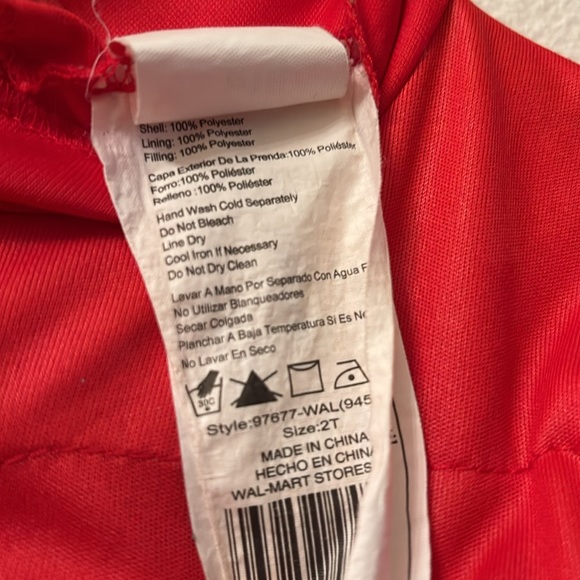 Shell: 100% Polyester
Lining: 100% Polyester
Filling: 100% Polyester
Capa Exterior De La Prenda:100% Poliéster
Forro:100% Poliéster
Relleno :100% Poliéster
Hand Wash Cold Separately
Do Not Bleach
Line Dry
Cool Iron If Necessary
Do Not Dry Clean
Lavar A Mano Por Separado Con Agua F
No Utilizar Blanqueadores
Secar Colgada
Planchar A Baja Temperatura Si Es Ne
No Lavar En Seco
30C
Style:97677-WAL(945
Size:2T
MADE IN CHINA
HECHO EN CHINA
WAL-MART STORES